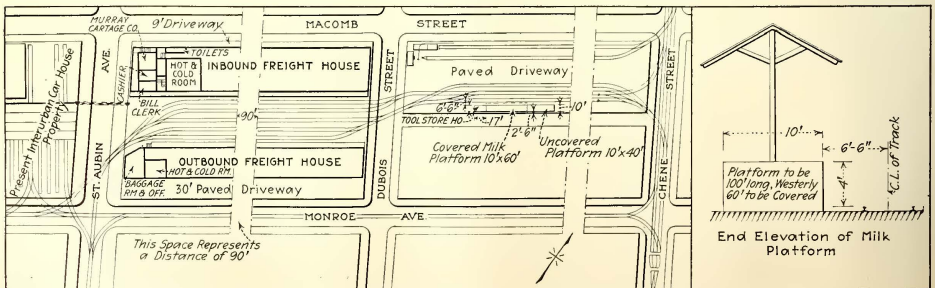 MURRAY
CARTAGE CO.
9' Driveway
MACOMB STREET
Present Interurban Car House
Property
ST. AUBIN AVE.
CASHIER
TOILETS
HOT &
COLD
ROOM
INBOUND FREIGHT HOUSE
BILL
CLERK
90'
OUTBOUND FREIGHT HOUSE
HOT & COLD RM.
BAGGAGE
RM & OFF.
30' Paved Driveway
MONROE AVE.
This Space Represents
a Distance of 90'
DUBOIS STREET
Paved Driveway
6'-6"
10'
TOOL STORE HO.
17'
2'-6"
Covered Milk
Platform 10'x60'
Uncovered
Platform 10'x40'
CHENE STREET
10'
6'-6"
Platform to be
100' long, Westerly
60' to be Covered
4'
C.L. of Track
End Elevation of Milk
Platform